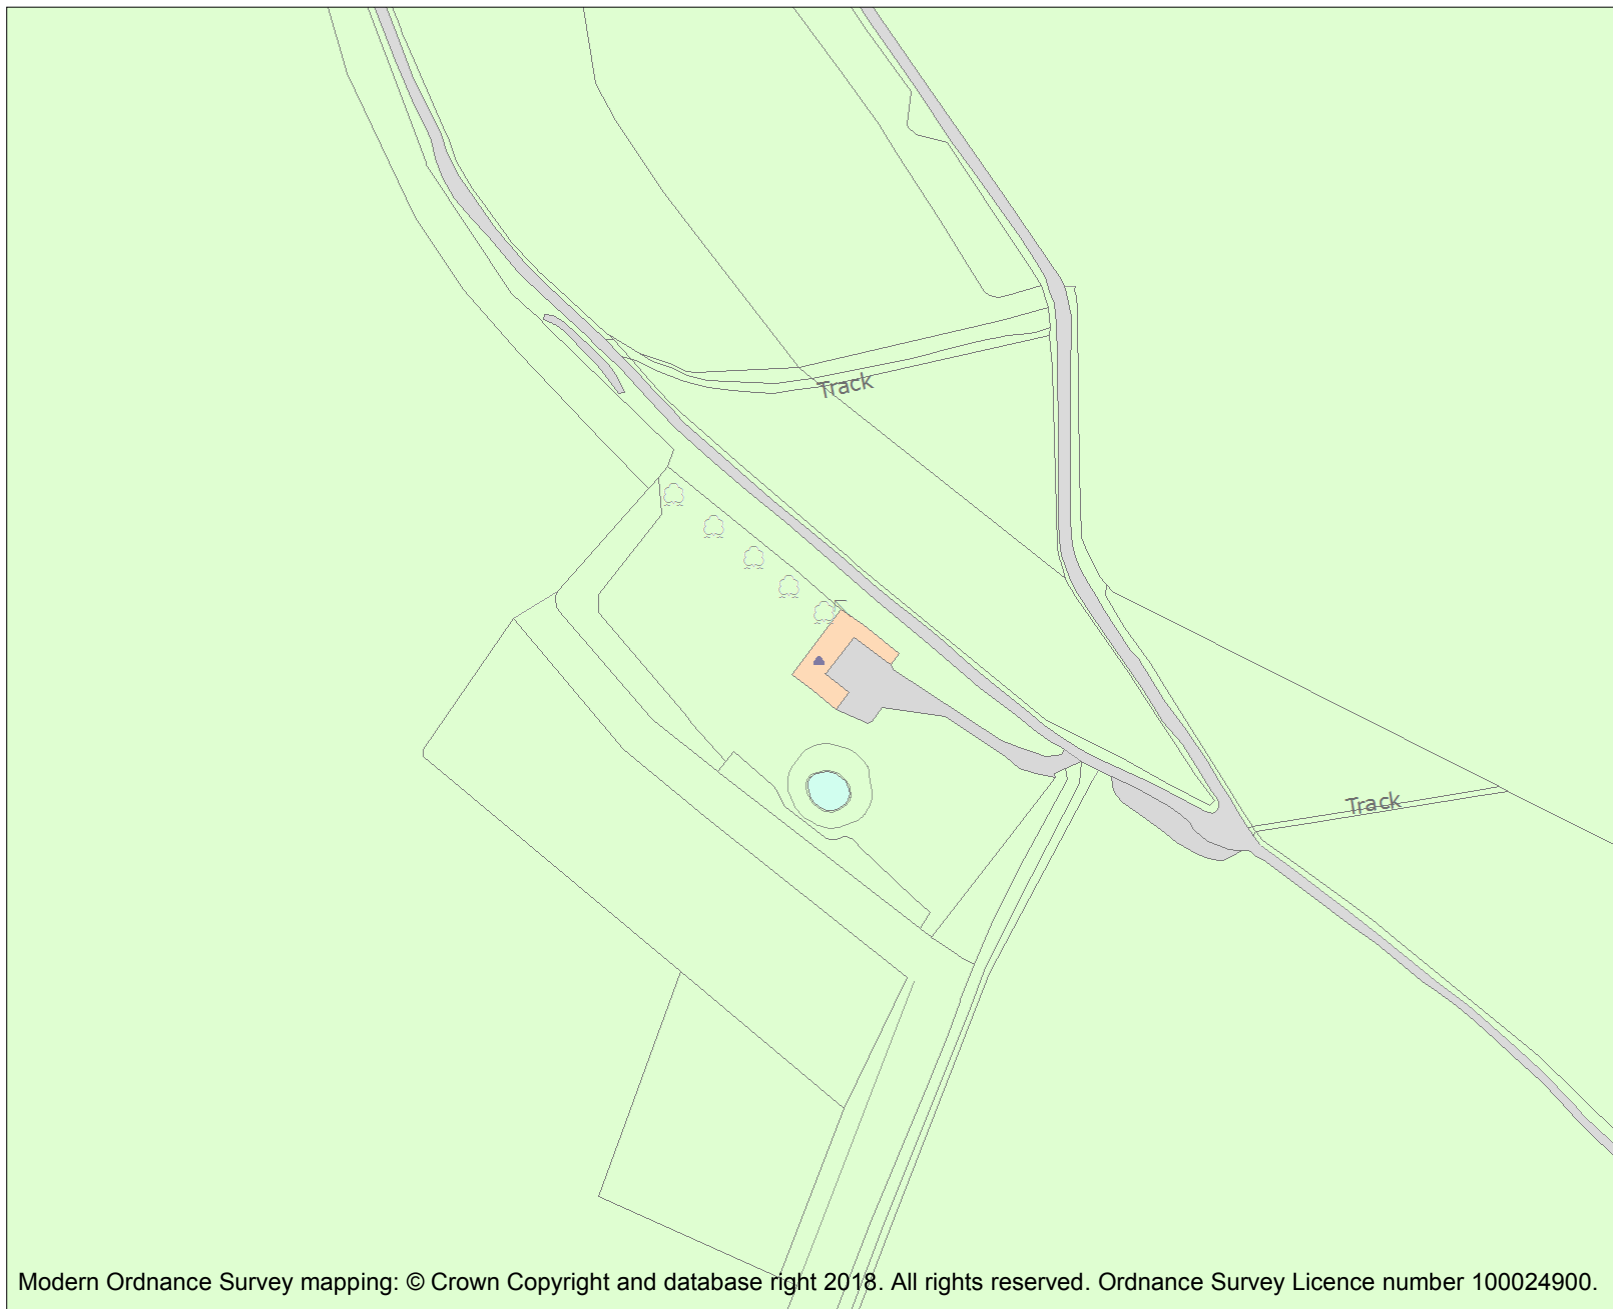 Track
Track
Modern Ordnance Survey mapping: © Crown Copyright and database right 2018. All rights reserved. Ordnance Survey Licence number 100024900.